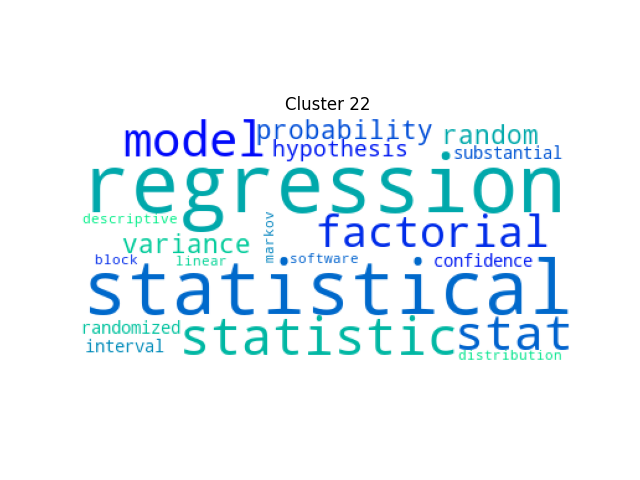 Cluster 22
model probability random
hypothesis substantial
regression
descriptive
variance markov factorial
block linear software confidence
statistical
randomized statistic stat
interval distribution